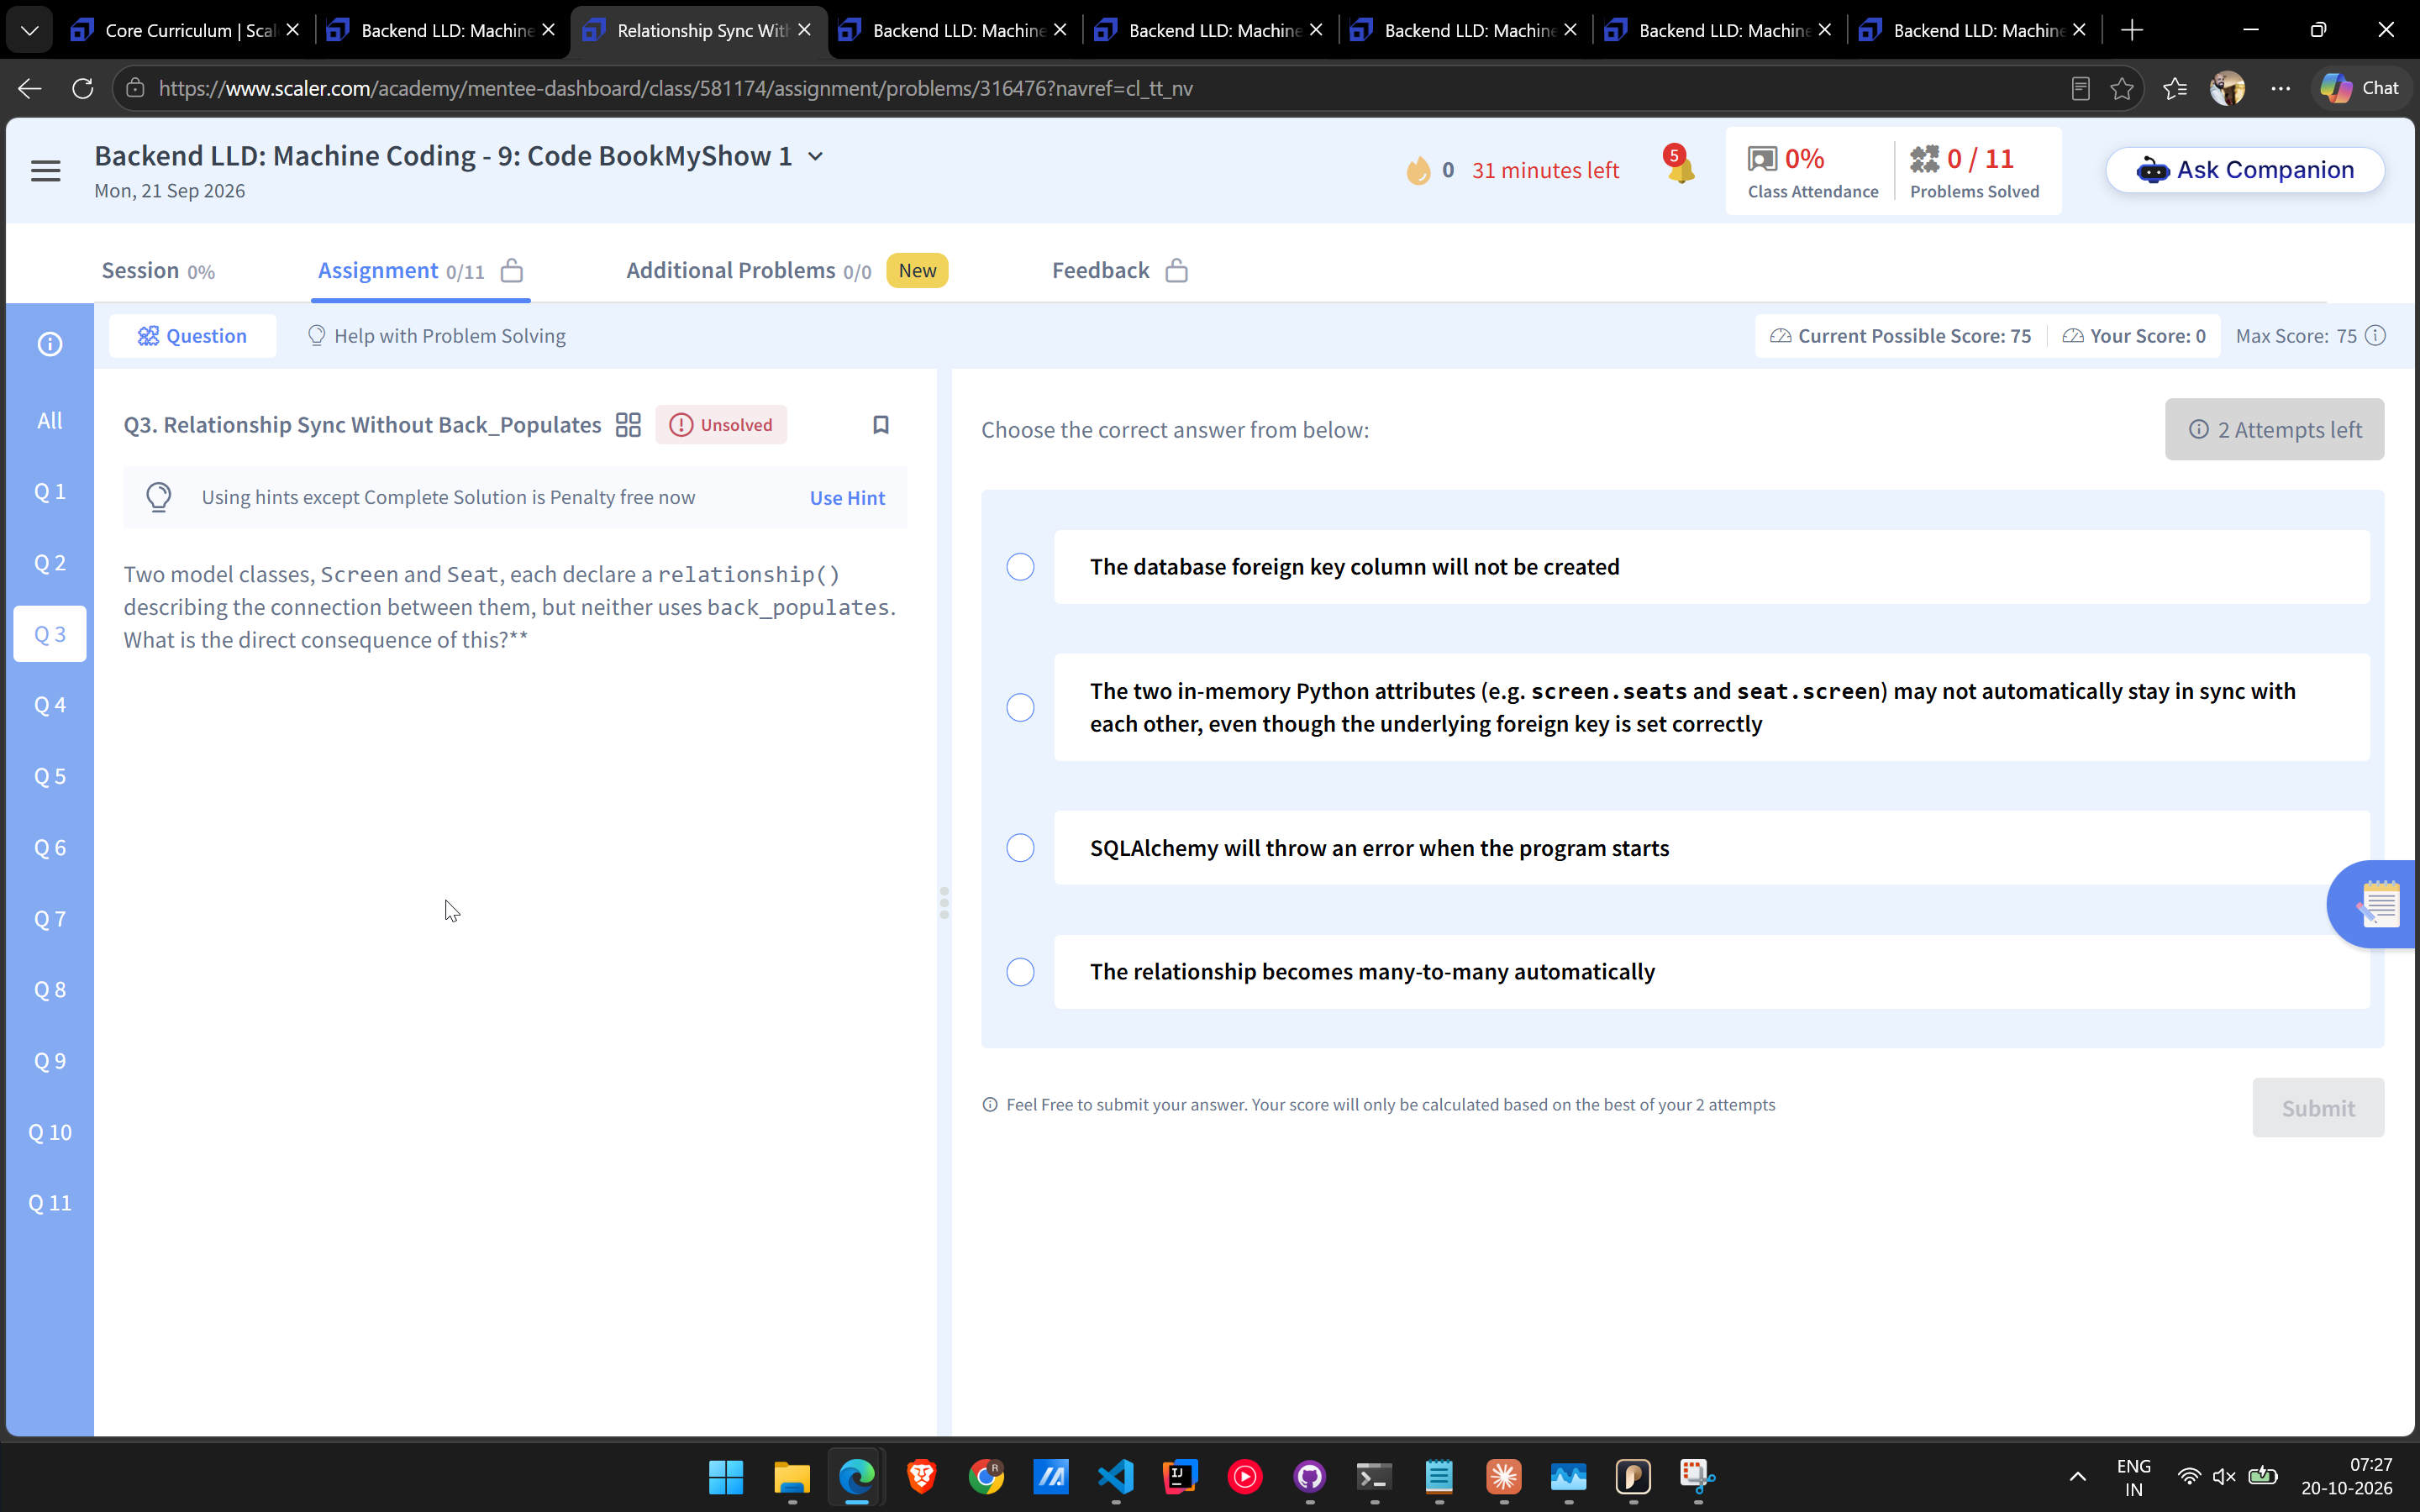 Core Curriculum | Scal
Backend LLD: Machine
Relationship Sync With
Backend LLD: Machine
Backend LLD: Machine
Backend LLD: Machine
Backend LLD: Machine
Backend LLD: Machine
https://www.scaler.com/academy/mentee-dashboard/class/581174/assignment/problems/316476?navref=cl_tt_nv
Chat
Backend LLD: Machine Coding - 9: Code BookMyShow 1
Mon, 21 Sep 2026
0
31 minutes left
5
0%
Class Attendance
0 / 11
Problems Solved
Ask Companion
Session 0%
Assignment 0/11
Additional Problems 0/0 New
Feedback
Question
Help with Problem Solving
Current Possible Score: 75
Your Score: 0
Max Score: 75
All
Q 1
Q 2
Q 3
Q 4
Q 5
Q 6
Q 7
Q 8
Q 9
Q 10
Q 11
Q3. Relationship Sync Without Back_Populates
Unsolved
Using hints except Complete Solution is Penalty free now
Use Hint
Two model classes, Screen and Seat, each declare a relationship()
describing the connection between them, but neither uses back_populates.
What is the direct consequence of this?**
Choose the correct answer from below:
2 Attempts left
The database foreign key column will not be created
The two in-memory Python attributes (e.g. screen.seats and seat.screen) may not automatically stay in sync with
each other, even though the underlying foreign key is set correctly
SQLAlchemy will throw an error when the program starts
The relationship becomes many-to-many automatically
Feel Free to submit your answer. Your score will only be calculated based on the best of your 2 attempts
Submit
R
IJ
ENG
IN
07:27
20-10-2026